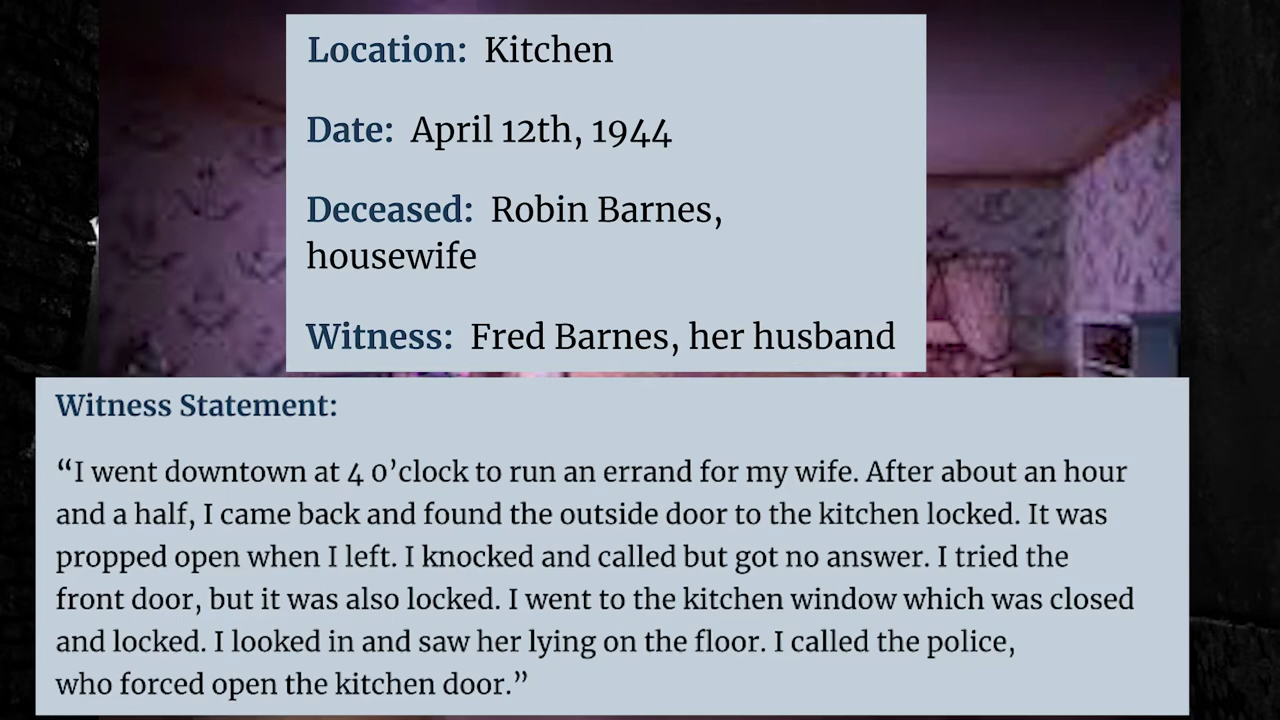 Location: Kitchen
Date: April 12th, 1944
Deceased: Robin Barnes,
housewife
Witness: Fred Barnes, her husband
Witness Statement:
“I went downtown at 4 o’clock to run an errand for my wife. After about an hour
and a half, I came back and found the outside door to the kitchen locked. It was
propped open when I left. I knocked and called but got no answer. I tried the
front door, but it was also locked. I went to the kitchen window which was closed
and locked. I looked in and saw her lying on the floor. I called the police,
who forced open the kitchen door.”